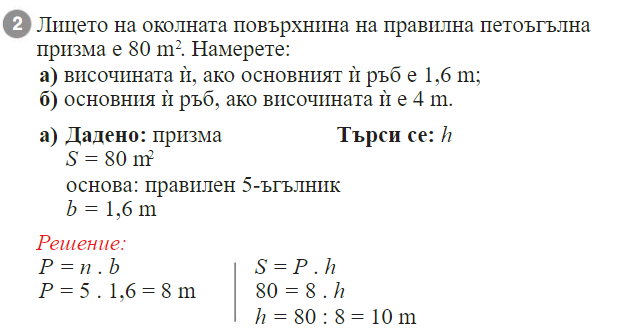 2 Лицето на околната повърхнина на правилна петоъгълна
призма е 80 m². Намерете:
а) височината ѝ, ако основният ѝ ръб е 1,6 m;
б) основния ѝ ръб, ако височината ѝ е 4 m.
а) Дадено: призма Търси се: h
S = 80 m²
основа: правилен 5-ъгълник
b = 1,6 m
Решение:
P = n . b
P = 5 . 1,6 = 8 m
S = P . h
80 = 8 . h
h = 80 : 8 = 10 m